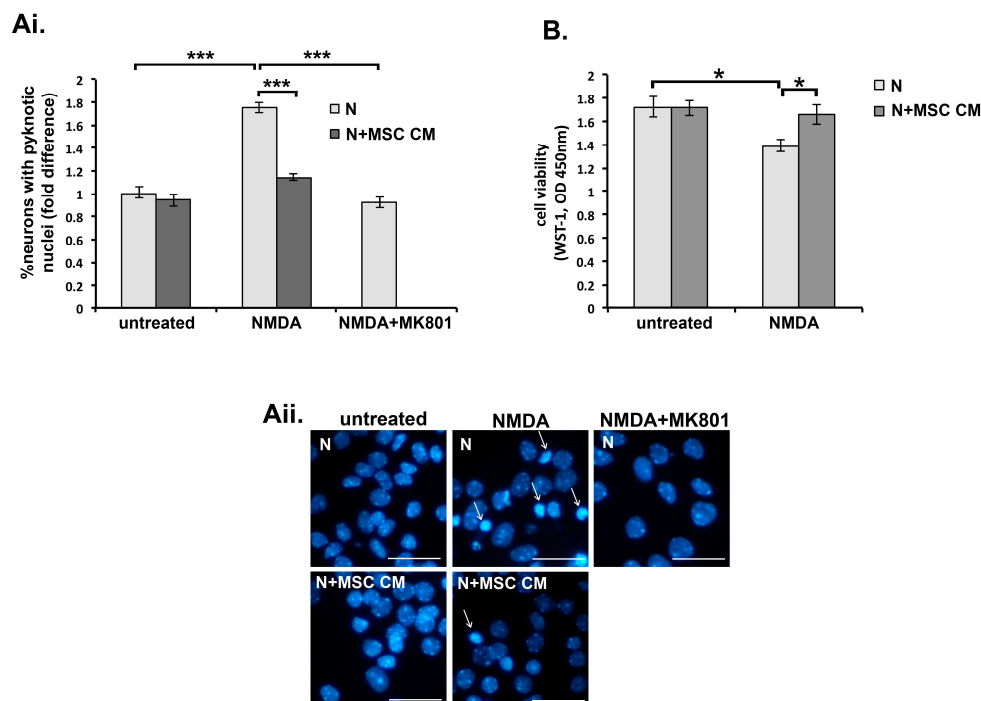 Ai.
***
***
***
%neurons with pyknotic
nuclei (fold difference)
2
1.8
1.6
1.4
1.2
1
0.8
0.6
0.4
0.2
0
N
N+MSC CM
untreated
NMDA
NMDA+MK801
B.
*
*
cell viability
(WST-1, OD 450nm)
2
1.8
1.6
1.4
1.2
1
0.8
0.6
0.4
0.2
0
N
N+MSC CM
untreated
NMDA
Aii.
untreated
NMDA
NMDA+MK801
N
N
N
N+MSC CM
N+MSC CM